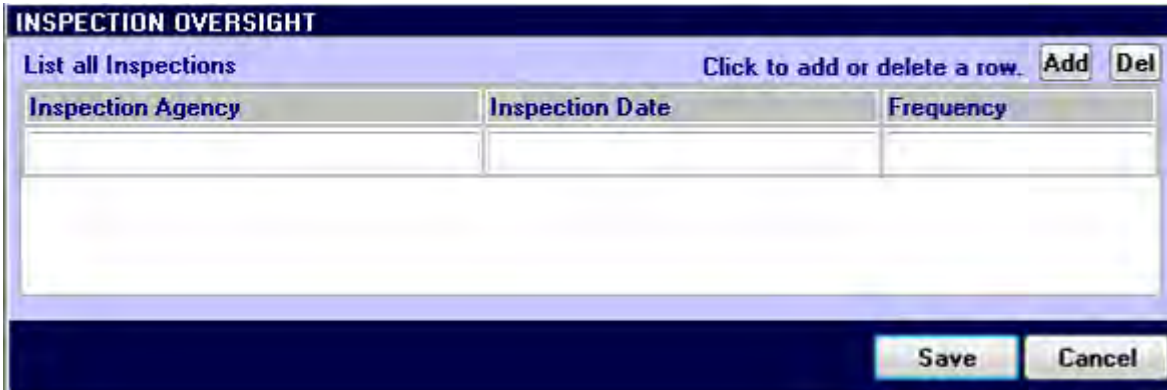 INSPECTION OVERSIGHT
List all Inspections Click to add or delete a row. Add Del
Inspection Agency Inspection Date Frequency
Save Cancel